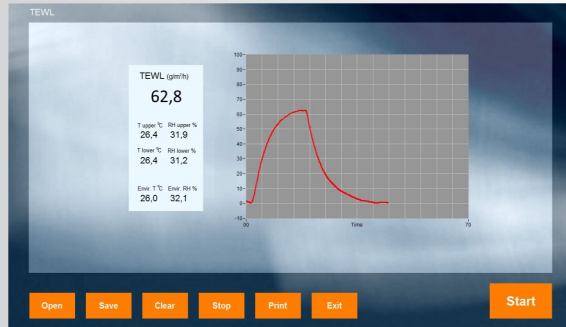 TEWL
TEWL (g/m²/h)
62,8
T upper °C RH upper %
26,4 31,9
T lower °C RH lower %
26,4 31,2
Envir. T °C Envir. RH %
26,0 32,1
100
90
80
70
60
50
40
30
20
10
0
-10
00 Time 70
Open Save Clear Stop Print Exit Start